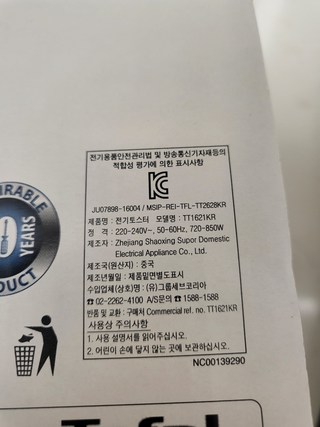 전기용품안전관리법 및 방송통신기자재등의
적합성 평가에 의한 표시사항
KC
JU07898-16004 / MSIP-REI-TFL-TT2628KR
제품명 : 전기토스터 모델명 : TT1621KR
정 격 : 220-240V~, 50-60Hz, 720-850W
제조자 : Zhejiang Shaoxing Supor Domestic
Electrical Appliance Co., Ltd.
제조국(원산지) : 중국
제조년월일 : 제품밑면별도표시
수입업체(상호)명 : (유)그룹세브코리아
☎ 02-2262-4100 A/S문의 ☎ 1588-1588
반품 및 교환 : 구매처 Commercial ref. no. TT1621KR
사용상 주의사항
1. 사용 설명서를 읽어주십시오.
2. 어린이 손에 닿지 않는 곳에 보관하십시오.
NC00139290
YEARS